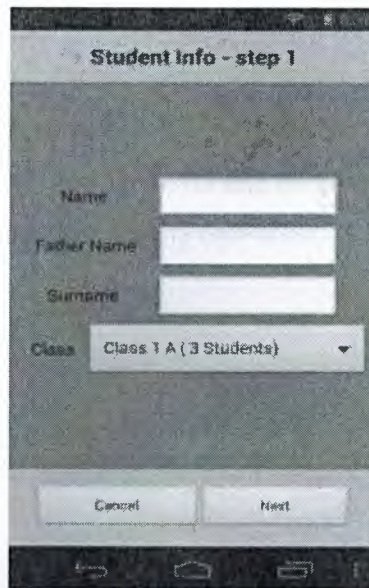 Student Info - step 1
Name
Father Name
Surname
Class Class 1 A ( 3 Students)
Cancel Next